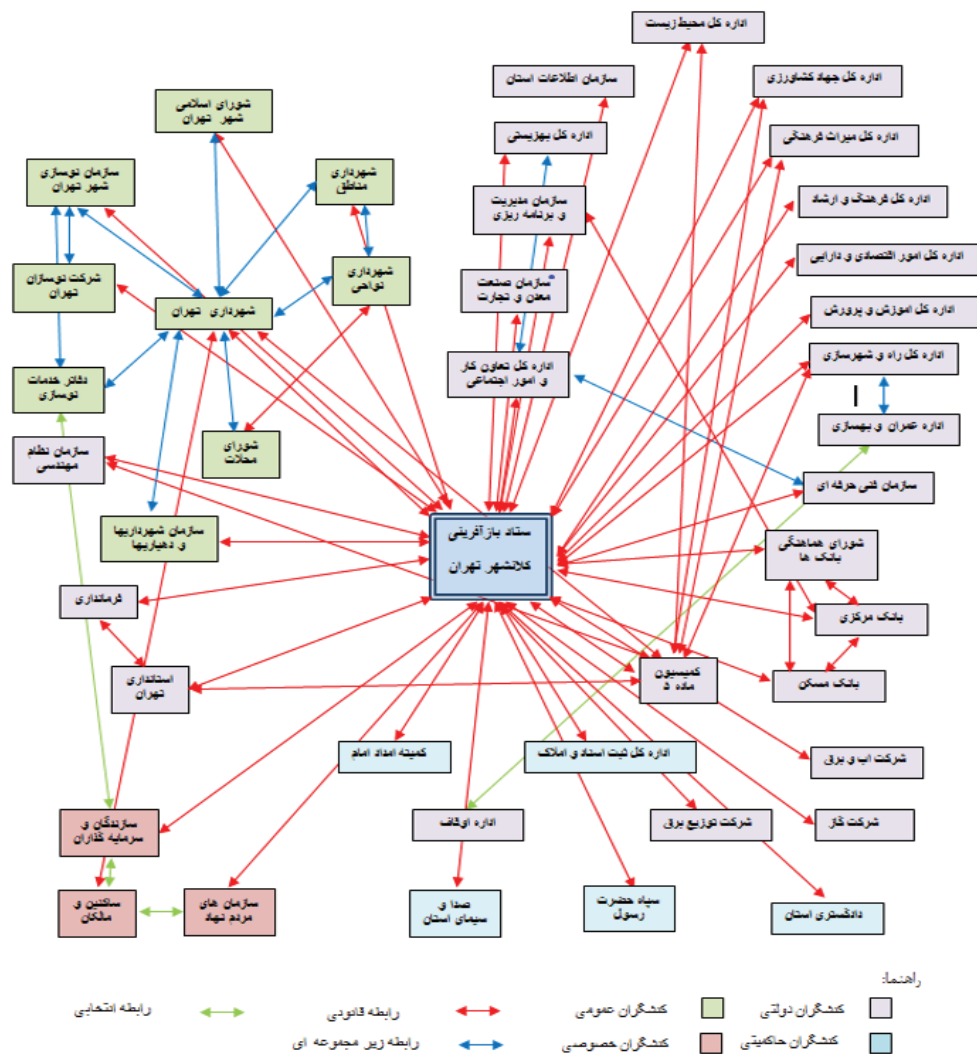 اداره کل محیط زیست
سازمان اطلاعات استان
اداره کل جهاد کشاورزی
شورای اسلامی
شهر تهران
اداره کل بهزیستی
اداره کل میراث فرهنگی
سازمان نوسازی
شهر تهران
شهرداری
مناطق
سازمان مدیریت
و برنامه ریزی
اداره کل فرهنگ و ارشاد
اداره کل امور اقتصادی و دارایی
شرکت نوسازان
تهران
شهرداری
نواحی
سازمان صنعت
معدن و تجارت
شهرداری تهران
اداره کل اموزش و پرورش
اداره کل راه و شهرسازی
دفاتر خدمات
نوسازی
اداره کل تعاون کار
و امور اجتماعی
اداره عمران و بهسازی
سازمان نظام
مهندسی
شورای
محلات
سازمان فنی حرفه ای
سازمان شهرداریها
و دهیاریها
ستاد بازآفرینی
کلانشهر تهران
شورای هماهنگی
بانک ها
فرمانداری
بانک مرکزی
استانداری
تهران
کمیسیون
ماده ۵
بانک مسکن
کمیته امداد امام
اداره کل ثبت اسناد و املاک
شرکت اب و برق
سازندگان و
سرمایه گذاران
اداره اوقاف
شرکت توزیع برق
شرکت گاز
ساکنین و
مالکان
سازمان های
مردم نهاد
صدا و
سیمای استان
سپاه حضرت
رسول
دادگستری استان
راهنما:
کنشگران دولتی
کنشگران عمومی
رابطه قانونی
رابطه انتخابی
کنشگران حاکمیتی
کنشگران خصوصی
رابطه زیر مجموعه ای